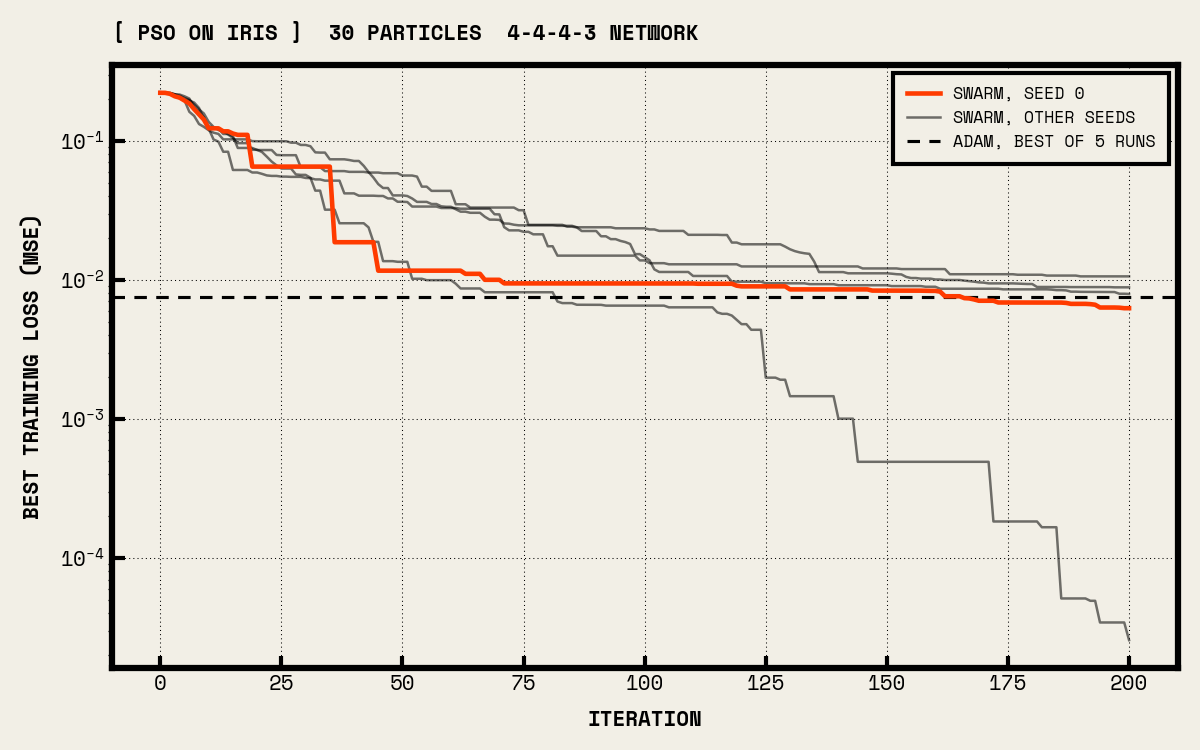 [ PSO ON IRIS ]  30 PARTICLES  4-4-4-3 NETWORK
SWARM, SEED 0
SWARM, OTHER SEEDS
ADAM, BEST OF 5 RUNS
BEST TRAINING LOSS (MSE)
10⁻¹
10⁻²
10⁻³
10⁻⁴
0 25 50 75 100 125 150 175 200
ITERATION